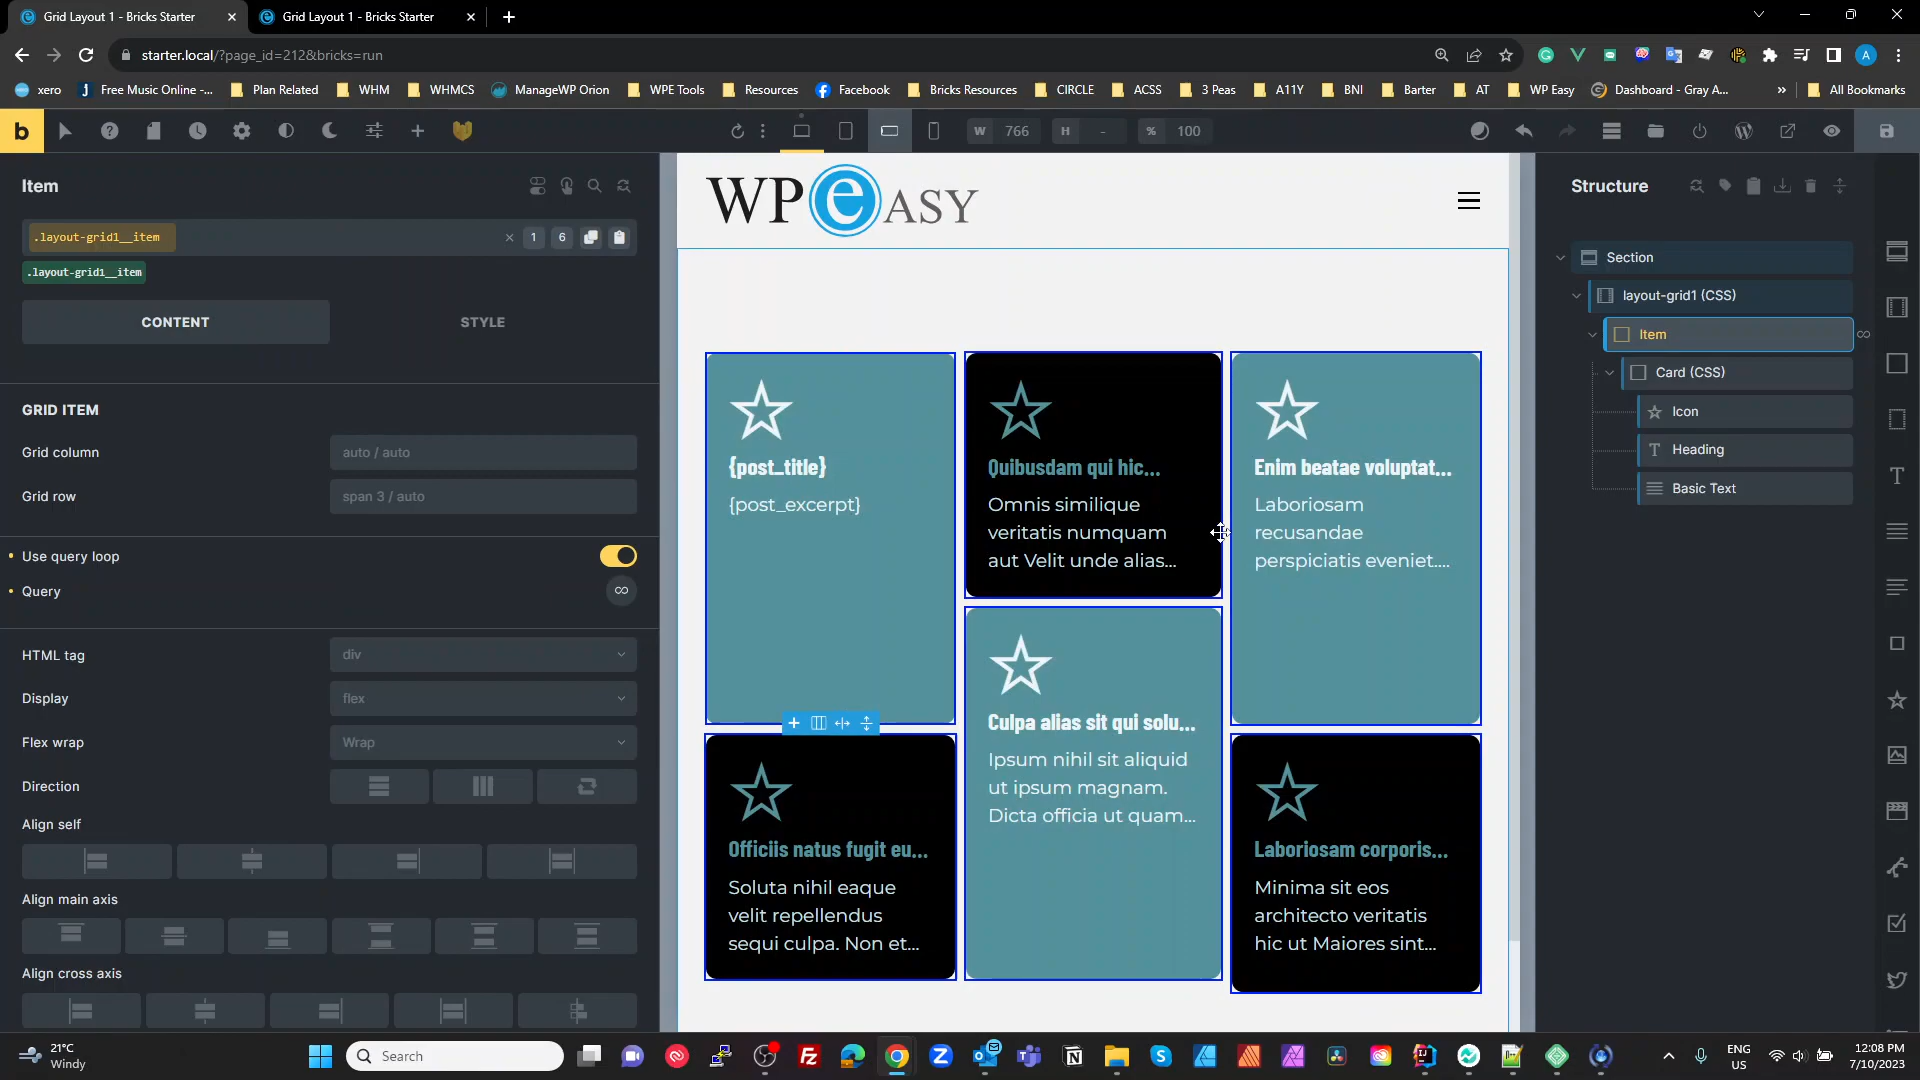 Grid Layout 1 - Bricks Starter
Grid Layout 1 - Bricks Starter
starter.local/?page_id=212&bricks=run
xero
Free Music Online -...
Plan Related
WHM
WHMCS
ManageWP Orion
WPE Tools
Resources
Facebook
Bricks Resources
CIRCLE
ACSS
3 Peas
A11Y
BNI
Barter
AT
WP Easy
Dashboard - Gray A...
»
All Bookmarks
b
W 766
H -
% 100
Item
.layout-grid1__item
1 6
.layout-grid1__item
CONTENT
STYLE
GRID ITEM
Grid column
auto / auto
Grid row
span 3 / auto
Use query loop
Query
HTML tag
div
Display
flex
Flex wrap
Wrap
Direction
Align self
Align main axis
Align cross axis
WPeASY
{post_title}
{post_excerpt}
Quibusdam qui hic...
Omnis similique
veritatis numquam
aut Velit unde alias...
Enim beatae voluptat...
Laboriosam
recusandae
perspiciatis eveniet....
Officiis natus fugit eu...
Soluta nihil eaque
velit repellendus
sequi culpa. Non et...
Culpa alias sit qui solu...
Ipsum nihil sit aliquid
ut ipsum magnam.
Dicta officia ut quam...
Laboriosam corporis...
Minima sit eos
architecto veritatis
hic ut Maiores sint...
Structure
Section
layout-grid1 (CSS)
Item
Card (CSS)
Icon
Heading
Basic Text
21°C
Windy
Search
ENG
US
12:08 PM
7/10/2023